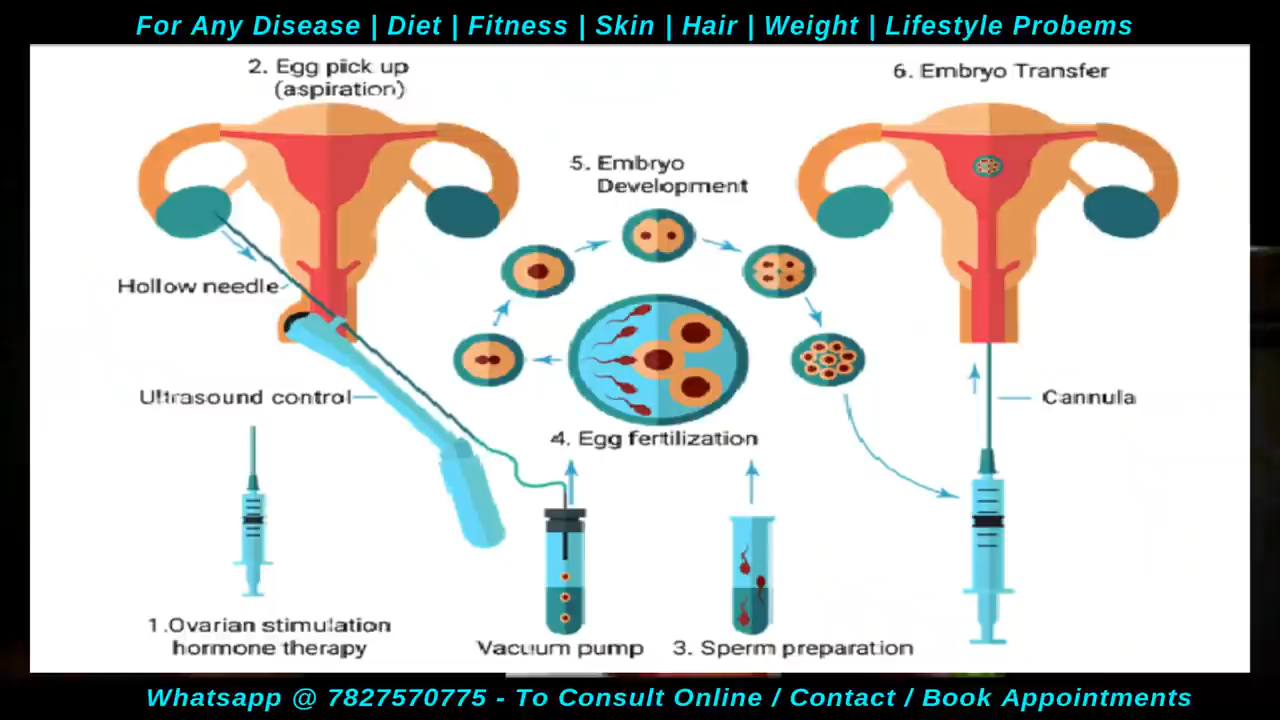 For Any Disease | Diet | Fitness | Skin | Hair | Weight | Lifestyle Probems
2. Egg pick up
(aspiration)
6. Embryo Transfer
5. Embryo
Development
Hollow needle
Ultrasound control
Cannula
4. Egg fertilization
1.Ovarian stimulation
hormone therapy
Vacuum pump
3. Sperm preparation
Whatsapp @ 7827570775 - To Consult Online / Contact / Book Appointments